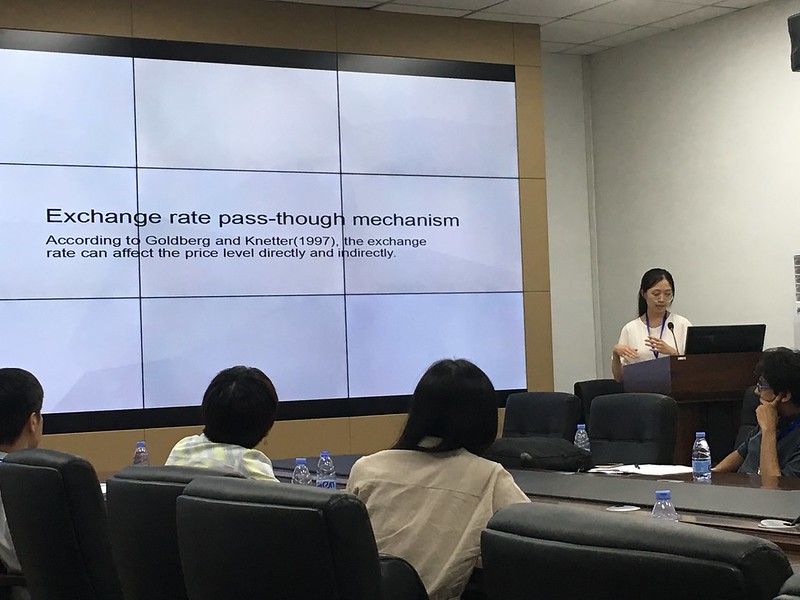 Exchange rate pass-though mechanism
According to Goldberg and Knetter(1997), the exchange
rate can affect the price level directly and indirectly.